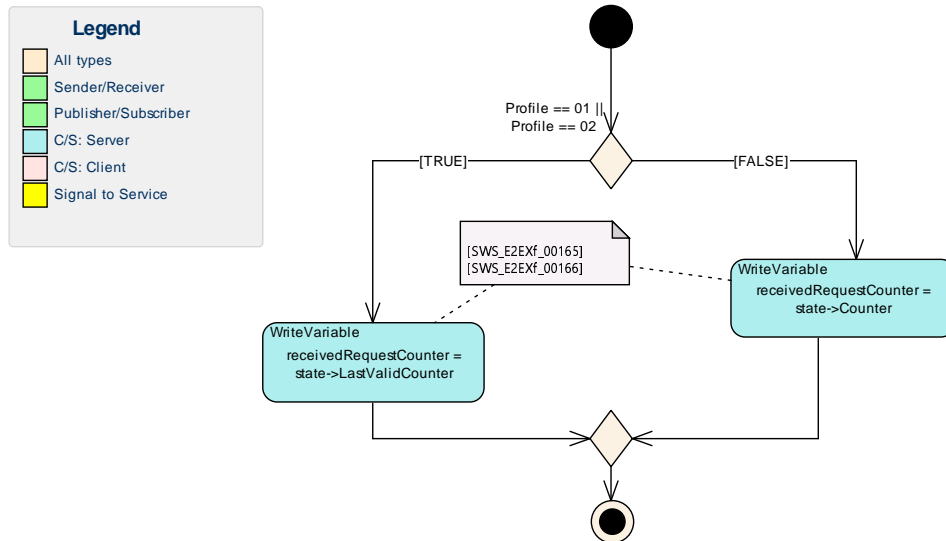 Legend
All types
Sender/Receiver
Publisher/Subscriber
C/S: Server
C/S: Client
Signal to Service
Profile == 01 ||
Profile == 02
[TRUE]
[FALSE]
[SWS_E2EXf_00165]
[SWS_E2EXf_00166]
WriteVariable
receivedRequestCounter =
state->Counter
WriteVariable
receivedRequestCounter =
state->LastValidCounter